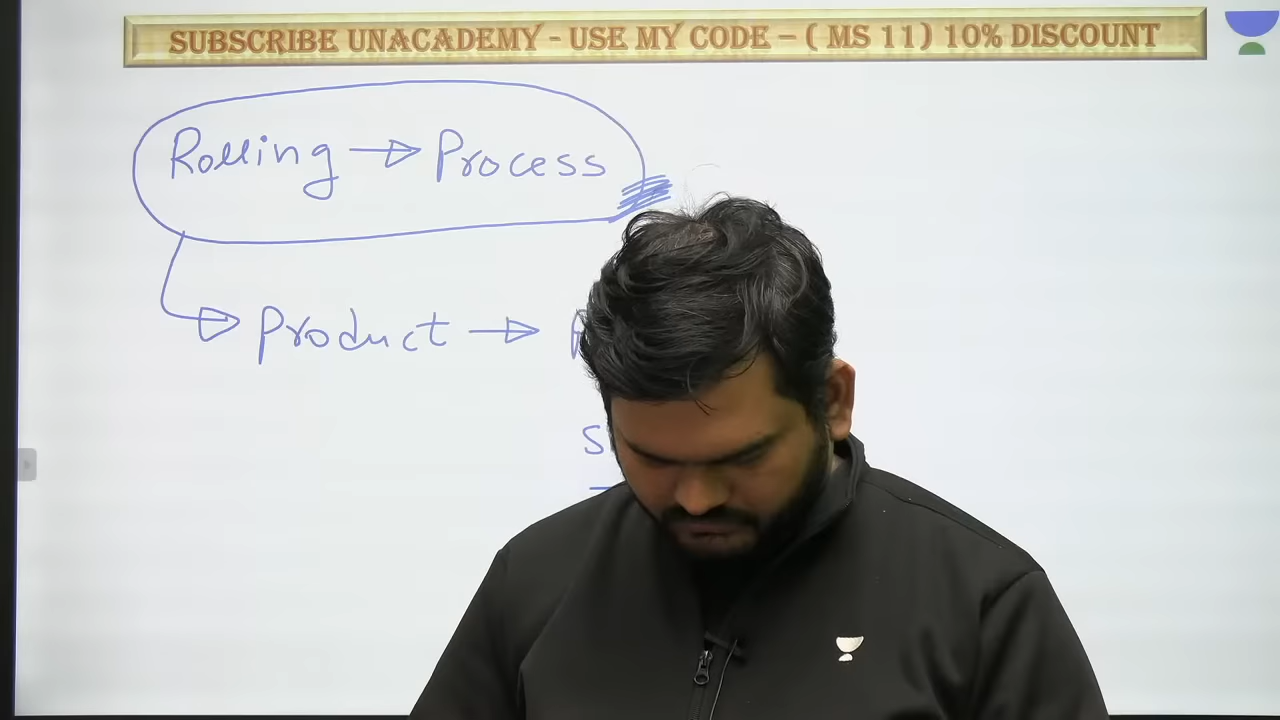 SUBSCRIBE UNACADEMY - USE MY CODE – ( MS 11) 10% DISCOUNT
Rolling → Process
Product →